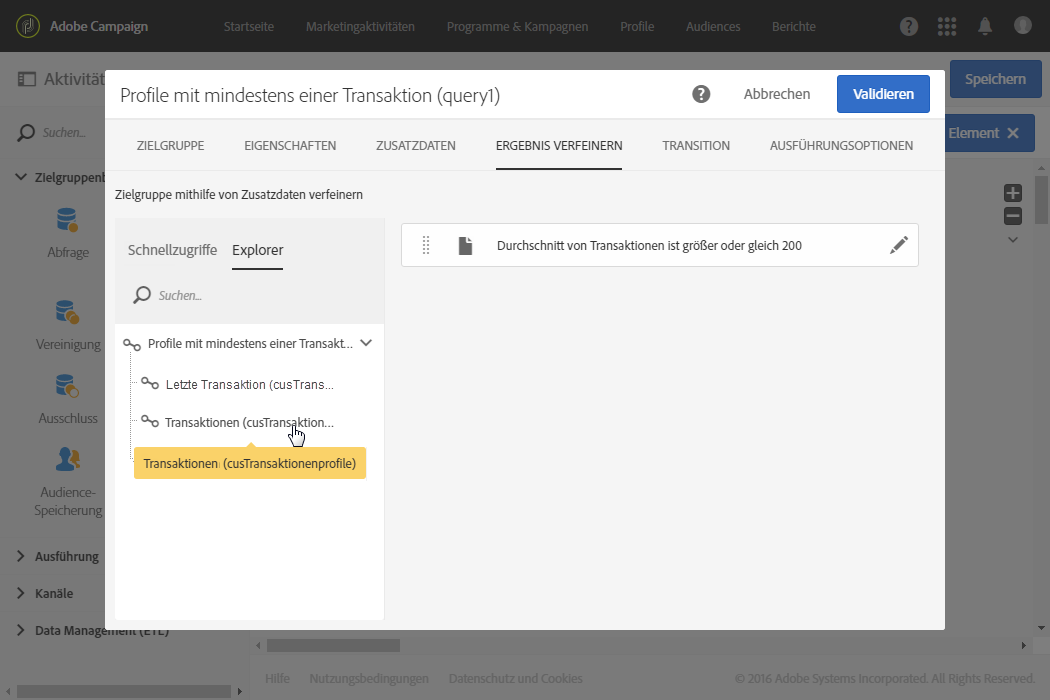 Adobe Campaign
Startseite
Marketingaktivitäten
Programme & Kampagnen
Profile
Audiences
Berichte
Aktivität
Speichern
Suchen...
Element
Zielgruppenb
Abfrage
Vereinigung
Ausschluss
Audience-
Speicherung
Ausführung
Kanäle
Data Management (ETL)
Profile mit mindestens einer Transaktion (query1)
Abbrechen
Validieren
ZIELGRUPPE
EIGENSCHAFTEN
ZUSATZDATEN
ERGEBNIS VERFEINERN
TRANSITION
AUSFÜHRUNGSOPTIONEN
Zielgruppe mithilfe von Zusatzdaten verfeinern
Schnellzugriffe
Explorer
Suchen...
Profile mit mindestens einer Transakt...
Letzte Transaktion (cusTrans...
Transaktionen (cusTransaktion...
Transaktionen (cusTransaktionenprofile)
Durchschnitt von Transaktionen ist größer oder gleich 200
Hilfe
Nutzungsbedingungen
Datenschutz und Cookies
© 2016 Adobe Systems Incorporated. All Rights Reserved.